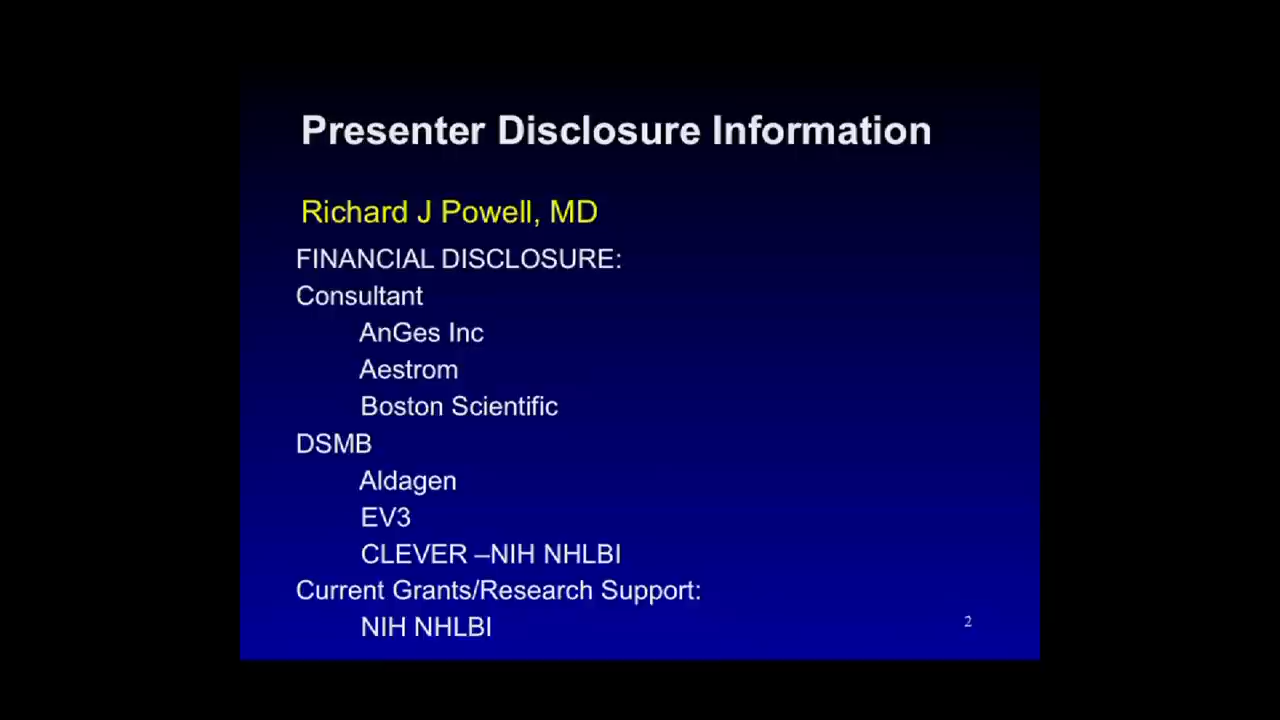 Presenter Disclosure Information
Richard J Powell, MD
FINANCIAL DISCLOSURE:
Consultant
AnGes Inc
Aestrom
Boston Scientific
DSMB
Aldagen
EV3
CLEVER –NIH NHLBI
Current Grants/Research Support:
NIH NHLBI
2